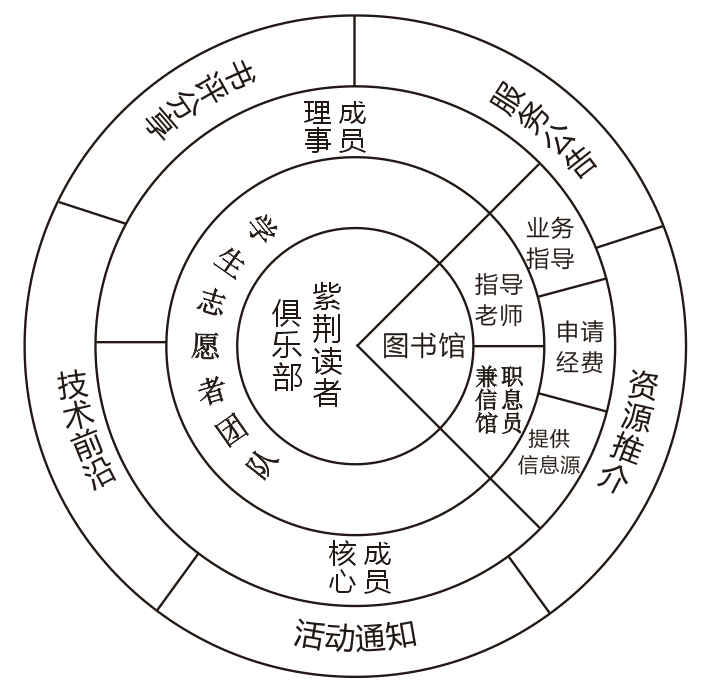 书评分享
服务公告
理 成
事 员
学生志愿者团队
业务
指导
指导
老师
紫荆读者
俱乐部
图书馆
申请
经费
兼 职
信 息
馆 员
提供
信息源
技术前沿
资源推介
核 成
心 员
活动通知